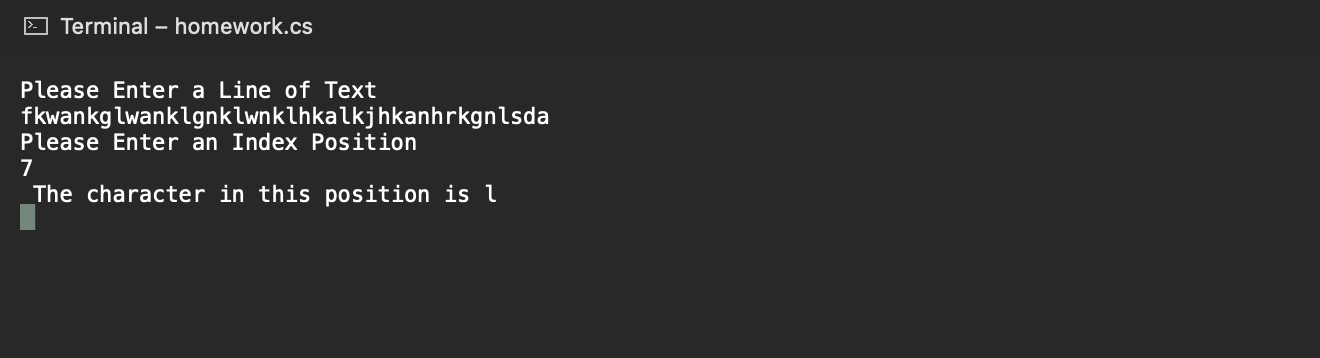 Terminal – homework.cs
Please Enter a Line of Text
fkwankglwanklgnklwnklhkalkjhkanhrkgnlsda
Please Enter an Index Position
7
The character in this position is l